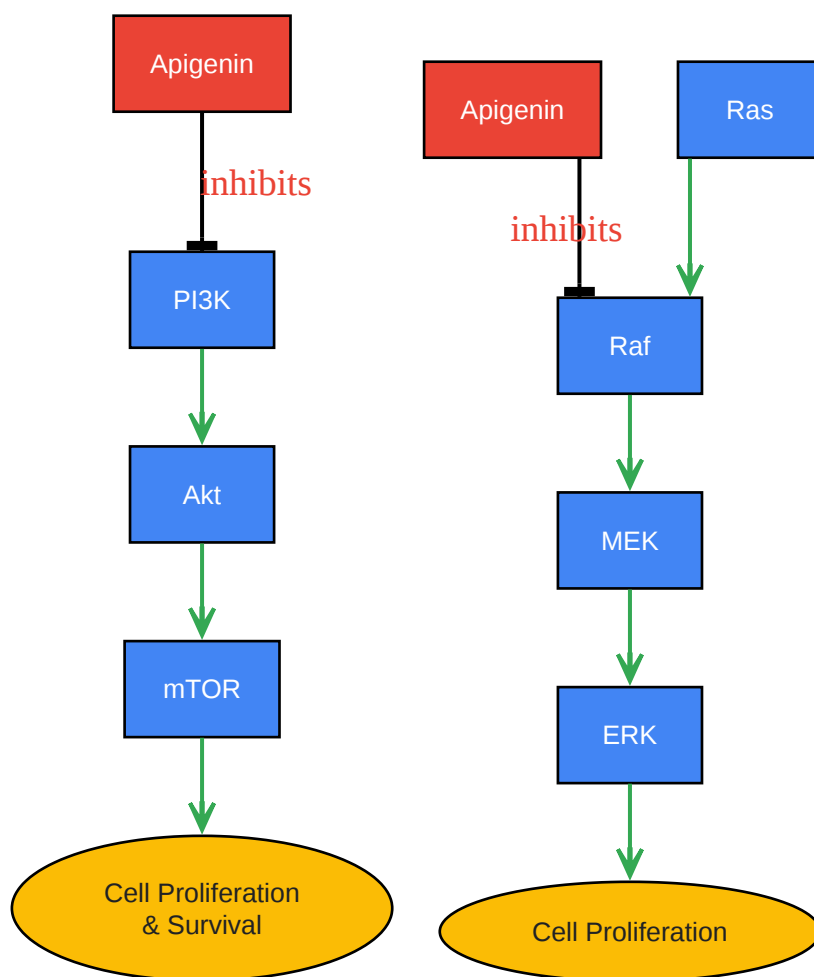 Apigenin
inhibits
PI3K
Akt
mTOR
Cell Proliferation
& Survival
Apigenin
Ras
inhibits
Raf
MEK
ERK
Cell Proliferation